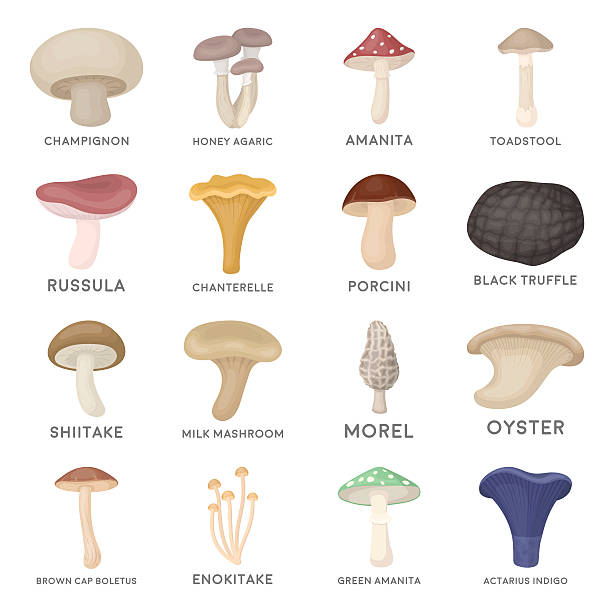 CHAMPIGNON
HONEY AGARIC
AMANITA
TOADSTOOL
RUSSULA
CHANTERELLE
PORCINI
BLACK TRUFFLE
SHIITAKE
MILK MASHROOM
MOREL
OYSTER
BROWN CAP BOLETUS
ENOKITAKE
GREEN AMANITA
ACTARIUS INDIGO